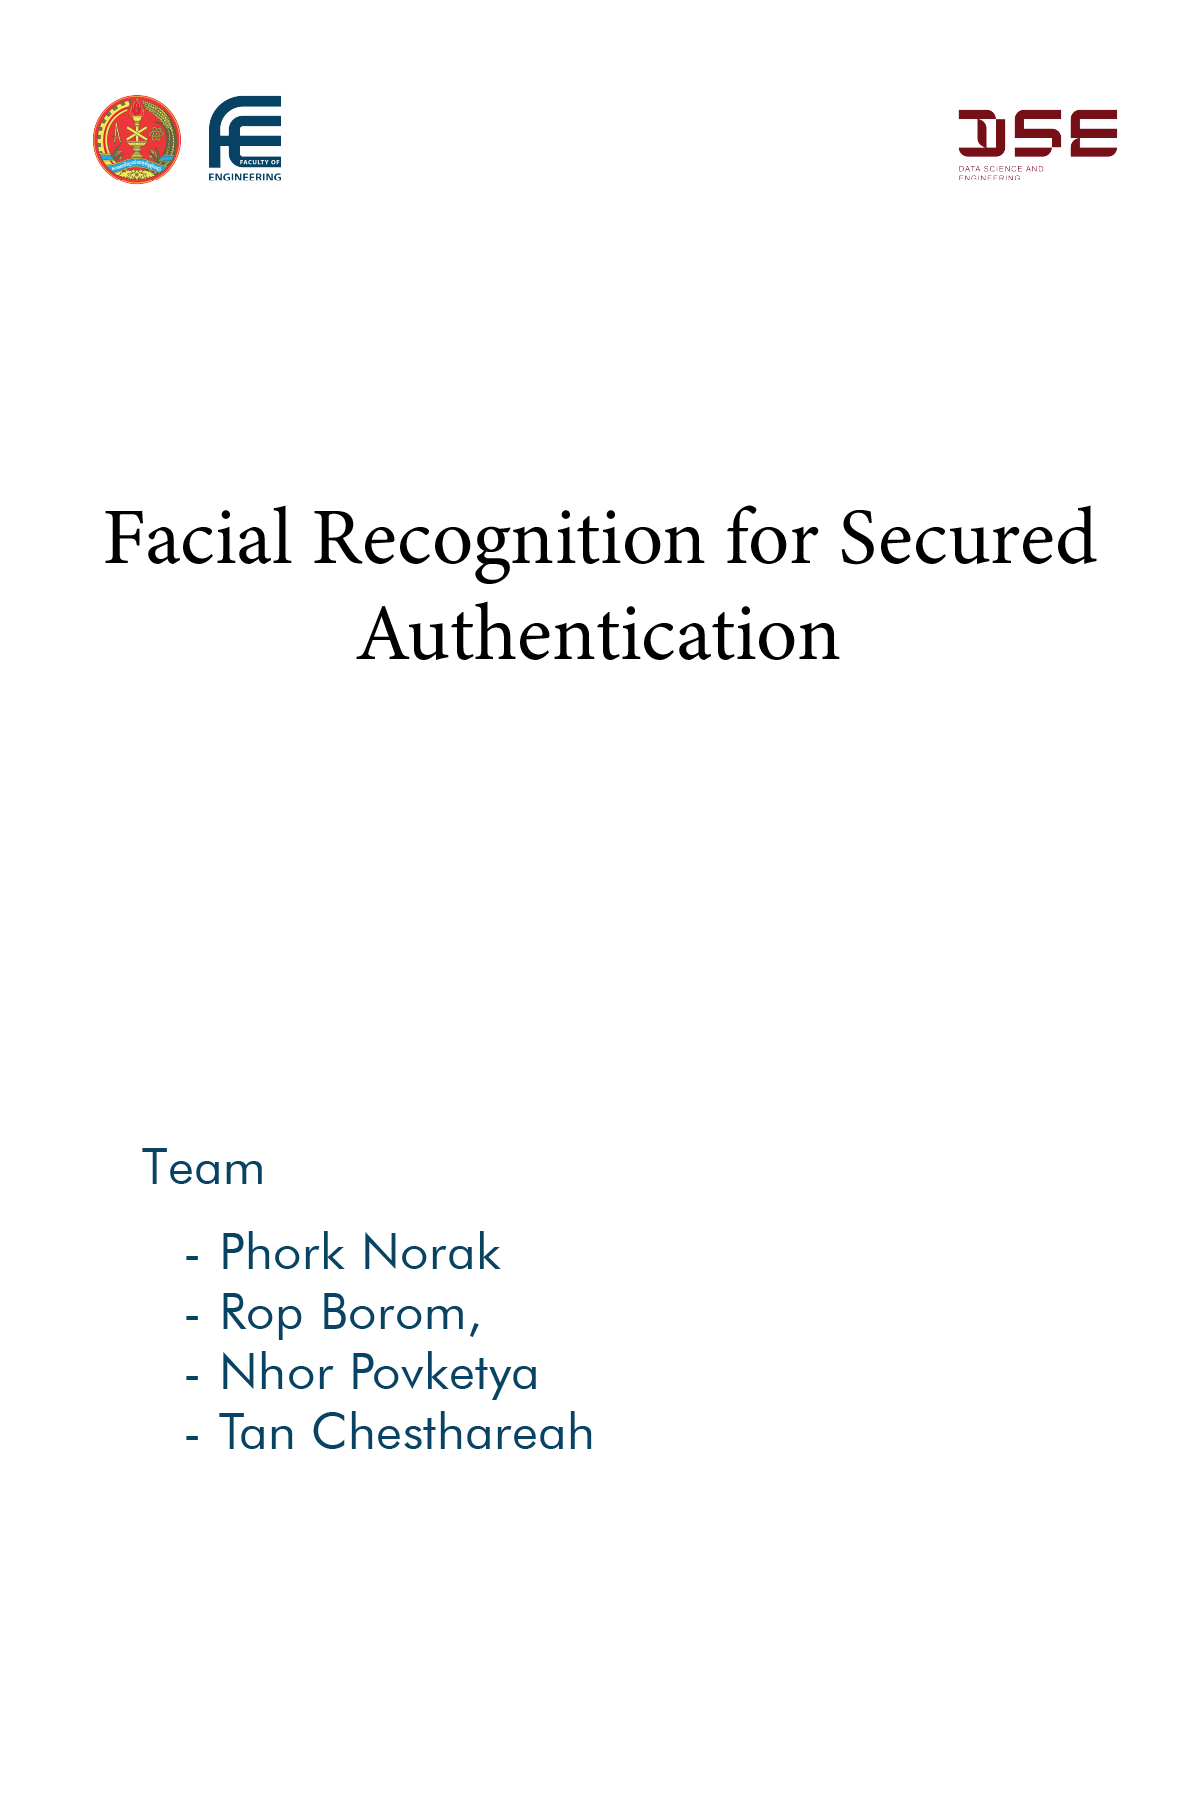 FACULTY OF
ENGINEERING
DSE
DATA SCIENCE AND
ENGINEERING
Facial Recognition for Secured
Authentication
Team
- Phork Norak
- Rop Borom,
- Nhor Povketya
- Tan Chesthareah